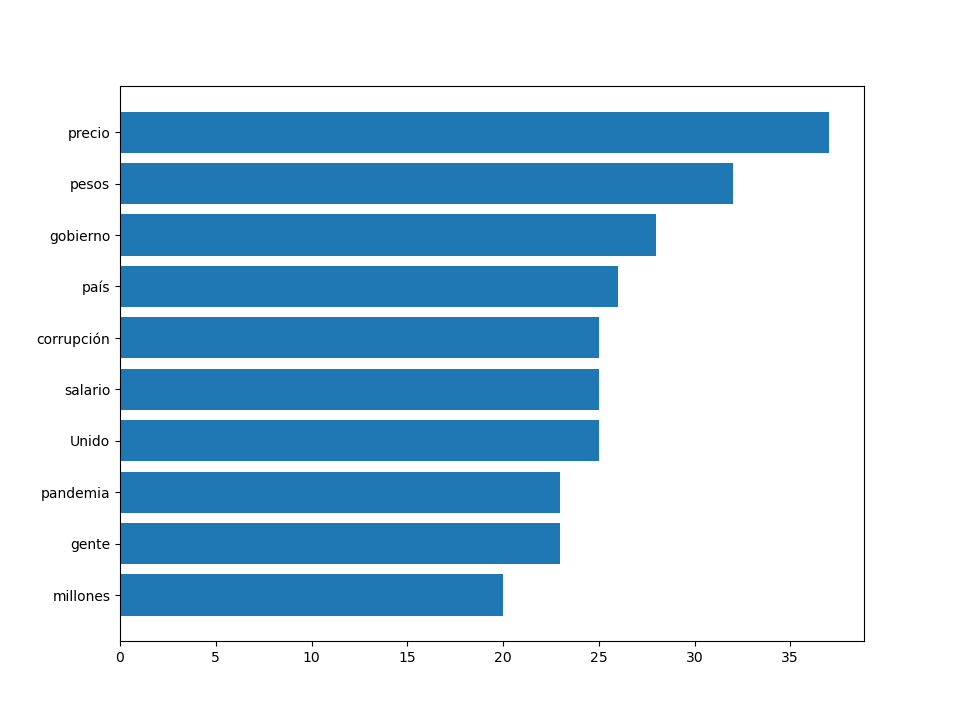 precio
pesos
gobierno
país
corrupción
salario
Unido
pandemia
gente
millones
0 5 10 15 20 25 30 35